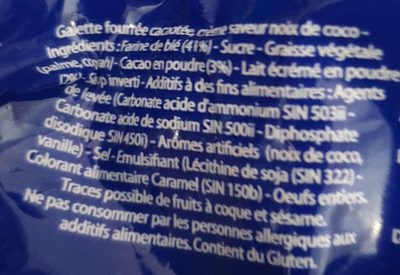 Galette fourrée cacaotée, crème saveur noix de coco -
Ingrédients : Farine de blé (41%) - Sucre - Graisse végétale
(palme, coprah) - Cacao en poudre (3%) - Lait écrémé en poudre
Sirop inverti - Additifs à des fins alimentaires : Agents
de levée (Carbonate acide d'ammonium SIN 503ii -
Carbonate acide de sodium SIN 500ii - Diphosphate
disodique SIN 450i) - Arômes artificiels (noix de coco,
vanille) - Sel - Emulsifiant (Lécithine de soja (SIN 322) -
Colorant alimentaire Caramel (SIN 150b) - Oeufs entiers.
Traces possible de fruits à coque et sésame.
Ne pas consommer par les personnes allergiques aux
additifs alimentaires. Contient du Gluten.